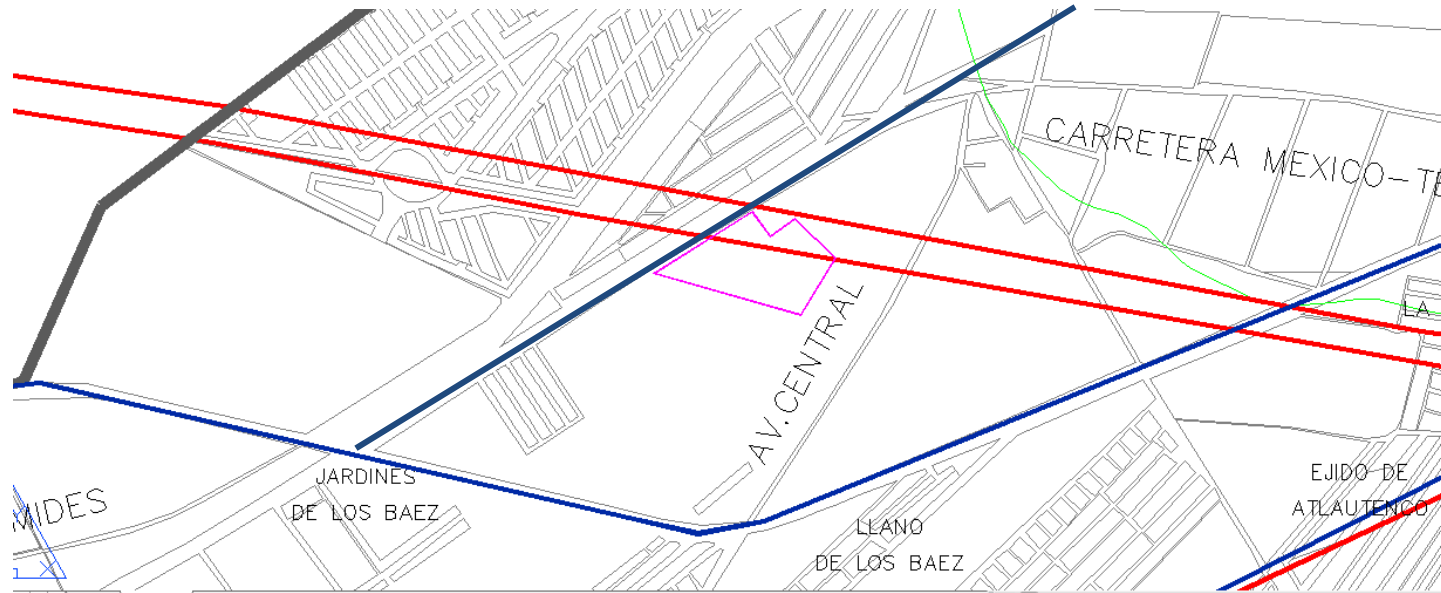 CARRETERA MEXICO-TE
LA
AV.CENTRAL
JARDINES
DE LOS BAEZ
MIDES
LLANO
DE LOS BAEZ
EJIDO DE
ATLAUTENCO